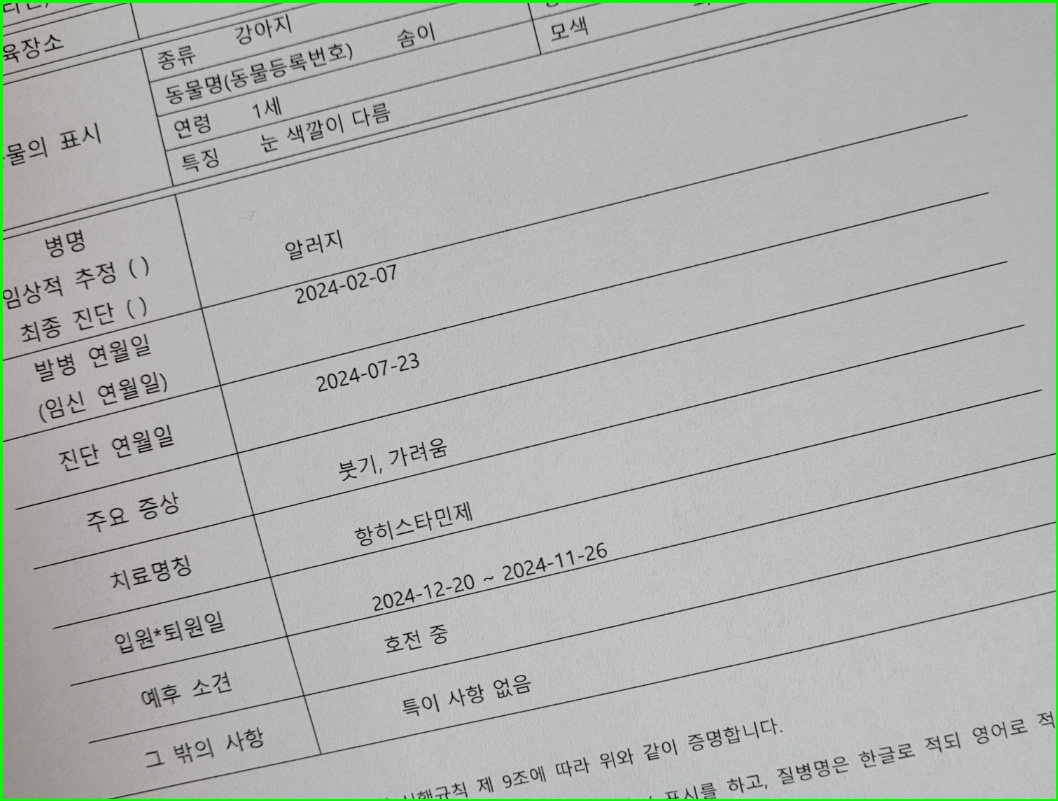 육장소
종류 강아지
동물명(동물등록번호) 솜이 모색
연령 1세
특징 눈 색깔이 다름
물의 표시
병명
임상적 추정 ( )
최종 진단 ( )
알러지
발병 연월일
(임신 연월일)
2024-02-07
진단 연월일 2024-07-23
주요 증상 붓기, 가려움
치료명칭 항히스타민제
입원*퇴원일 2024-12-20 ~ 2024-11-26
예후 소견 호전 중
그 밖의 사항 특이 사항 없음
시행규칙 제 9조에 따라 위와 같이 증명합니다.
표시를 하고, 질병명은 한글로 적되 영어로 적